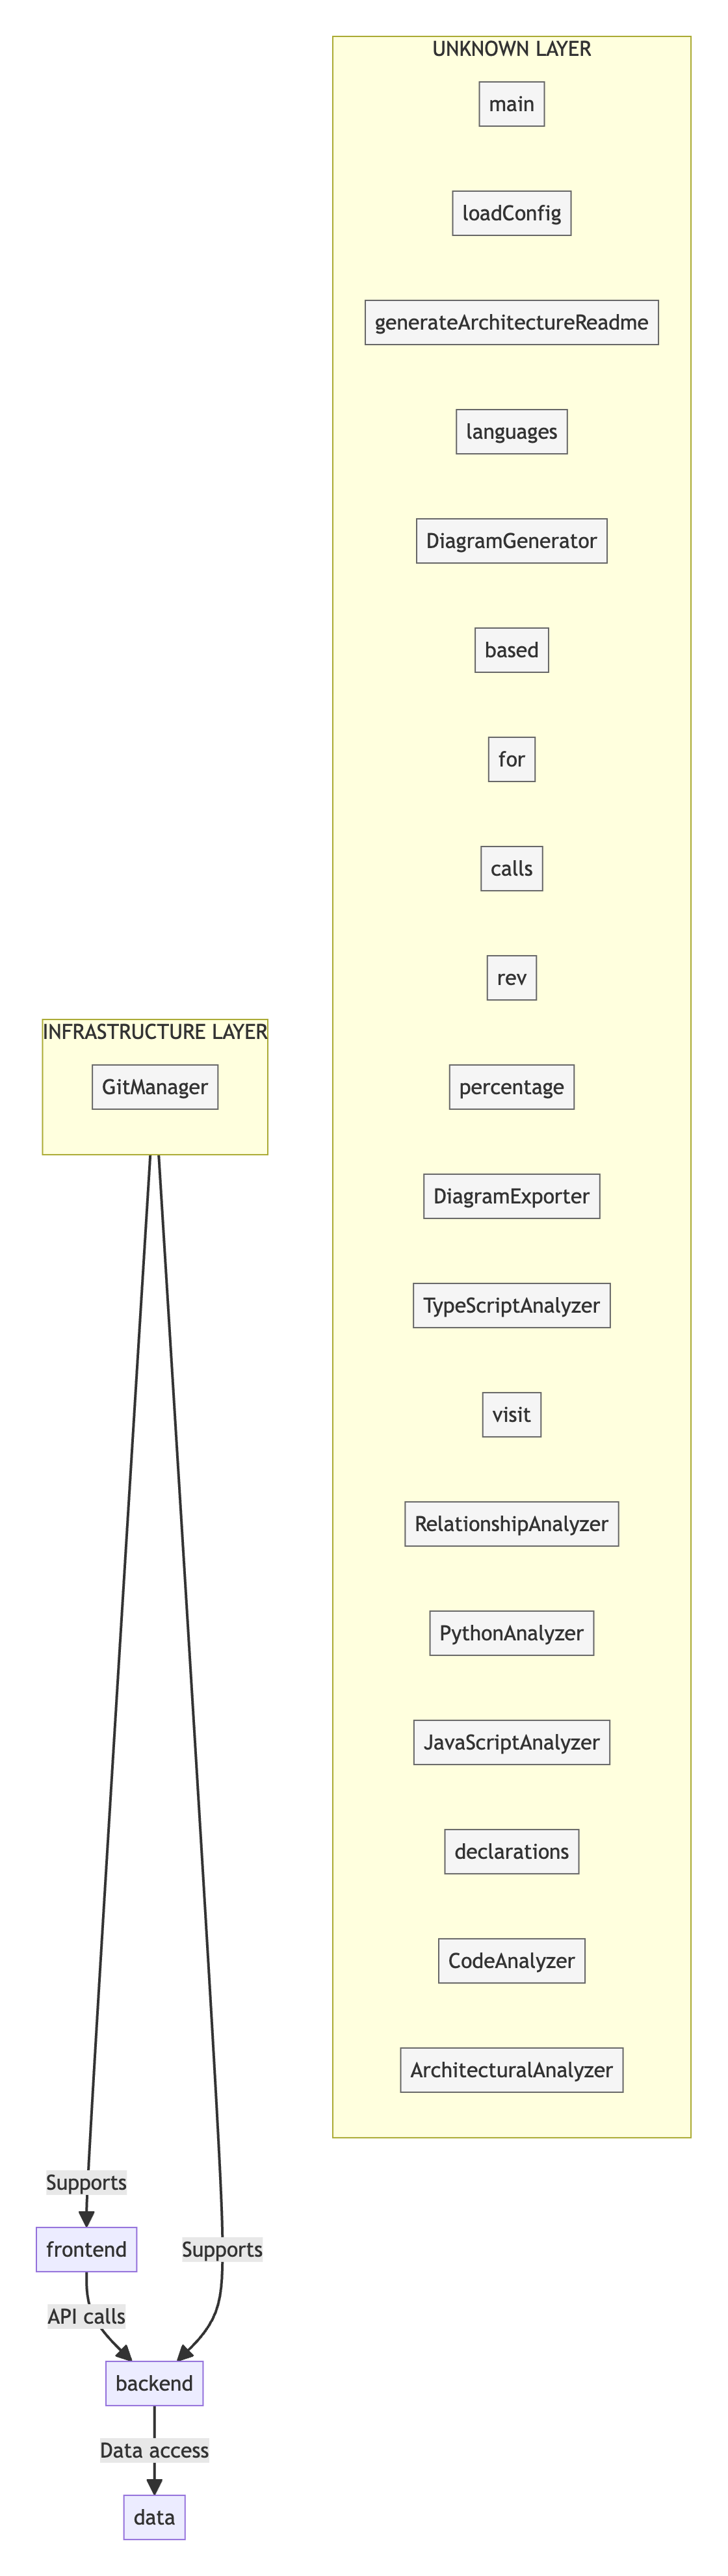 UNKNOWN LAYER
main
loadConfig
generateArchitectureReadme
languages
DiagramGenerator
based
for
calls
rev
percentage
DiagramExporter
TypeScriptAnalyzer
visit
RelationshipAnalyzer
PythonAnalyzer
JavaScriptAnalyzer
declarations
CodeAnalyzer
ArchitecturalAnalyzer
INFRASTRUCTURE LAYER
GitManager
Supports
frontend
Supports
API calls
backend
Data access
data